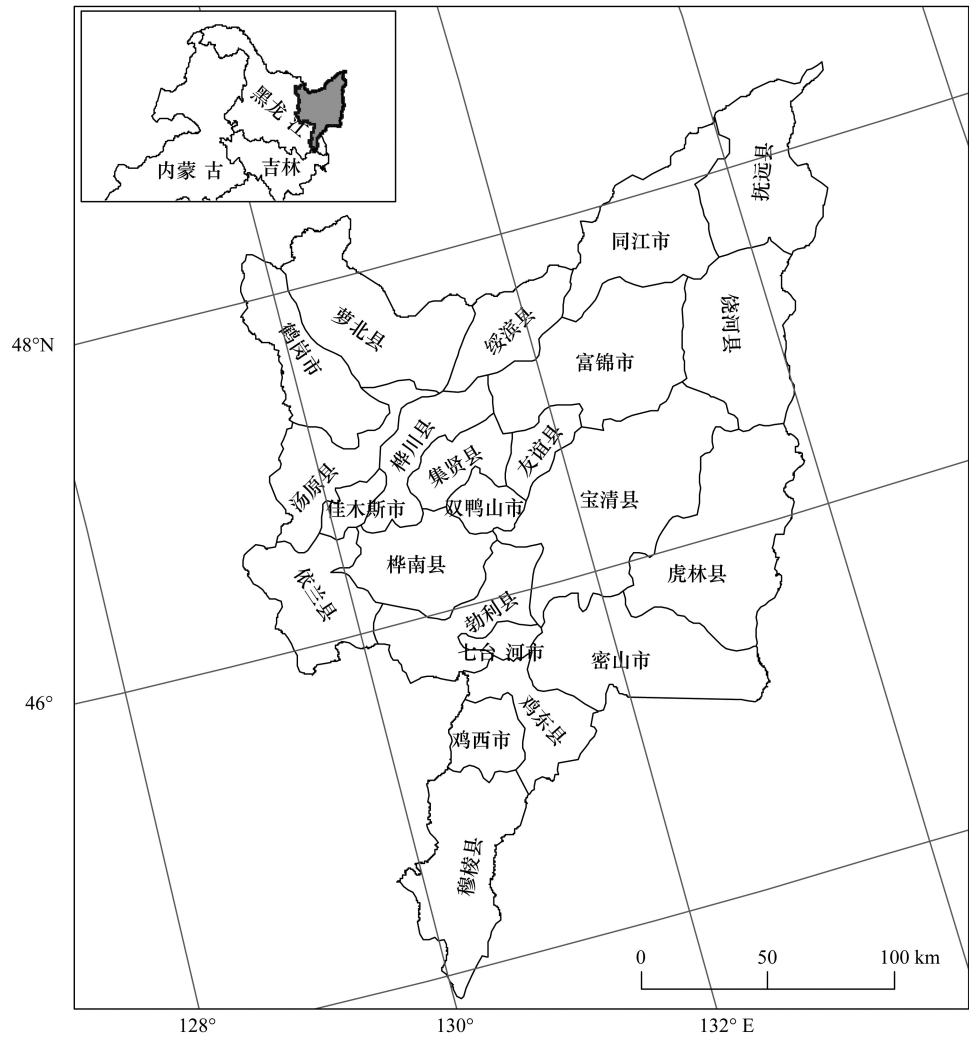 黑龙江
内蒙 古
吉林
抚远县
同江市
饶河县
萝北县
绥滨县
48°N
鹤岗市
富锦市
桦川县
集贤县
友谊县
汤原县
佳木斯市
双鸭山市
宝清县
桦南县
虎林县
依兰县
勃利县
七台 河市
密山市
46°
鸡东县
鸡西市
穆棱县
0 50 100 km
128° 130° 132° E